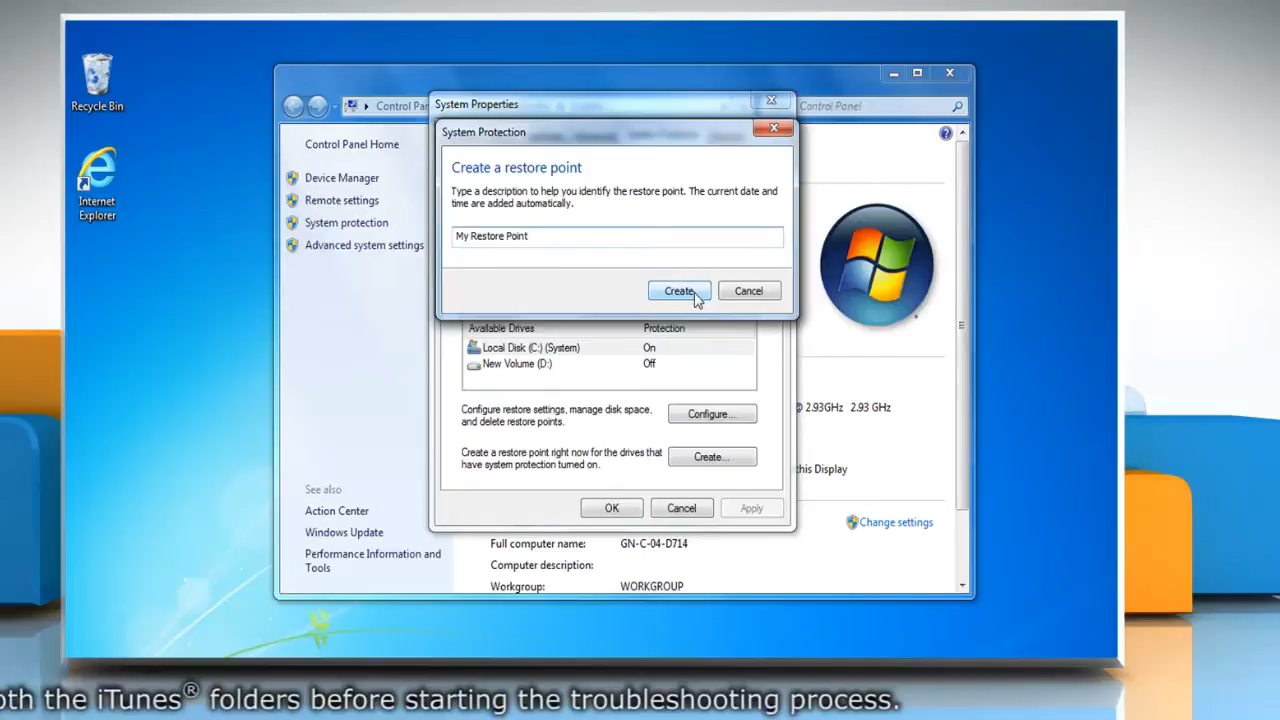 Recycle Bin
Internet
Explorer
Control Pa
Control Panel
Control Panel Home
Device Manager
Remote settings
System protection
Advanced system settings
See also
Action Center
Windows Update
Performance Information and
Tools
System Properties
System Protection
Create a restore point
Type a description to help you identify the restore point. The current date and
time are added automatically.
My Restore Point
Create
Cancel
Available Drives
Protection
Local Disk (C:) (System)
On
New Volume (D:)
Off
Configure restore settings, manage disk space,
and delete restore points.
Configure...
Create a restore point right now for the drives that
have system protection turned on.
Create...
OK
Cancel
Apply
@ 2.93GHz 2.93 GHz
this Display
Change settings
Full computer name: GN-C-04-D714
Computer description:
Workgroup: WORKGROUP
oth the iTunes® folders before starting the troubleshooting process.